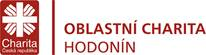 Charita
Česká republika
OBLASTNÍ CHARITA
HODONÍN